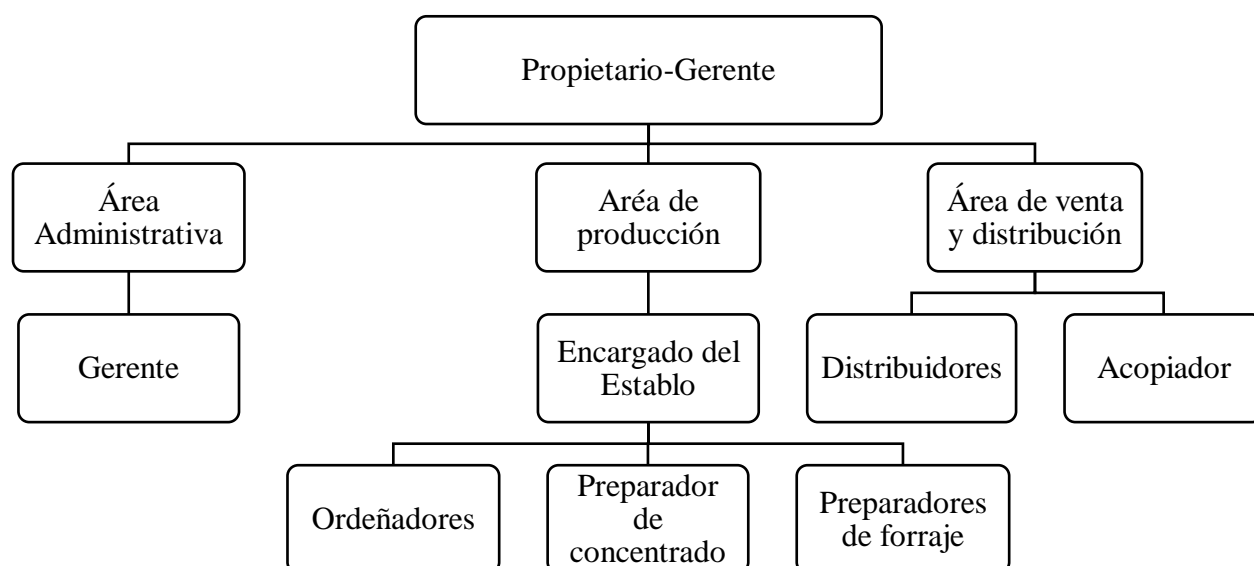 Propietario-Gerente
Área
Administrativa
Aréa de
producción
Área de venta
y distribución
Gerente
Encargado del
Establo
Distribuidores
Acopiador
Ordeñadores
Preparador
de
concentrado
Preparadores
de forraje